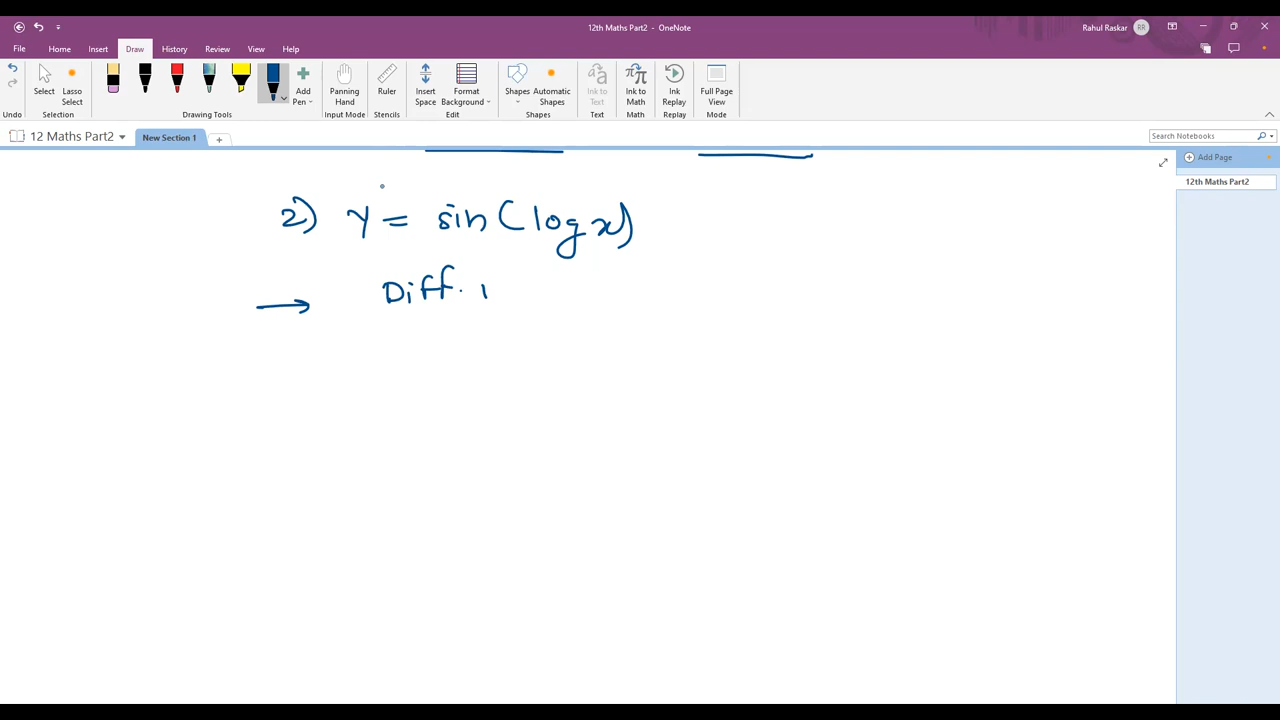 12th Maths Part2 - OneNote
Rahul Raskar RR
File Home Insert Draw History Review View Help
Select Lasso Select Add Pen Panning Hand Ruler Insert Space Format Background Shapes Automatic Shapes Ink to Text Ink to Math Ink Replay Full Page View
Undo Selection Drawing Tools Input Mode Stencils Edit Shapes Text Math Replay Mode
12 Maths Part2 New Section 1 + Search Notebooks
Add Page
12th Maths Part2
2) y = sin(log x)
→ Diff.